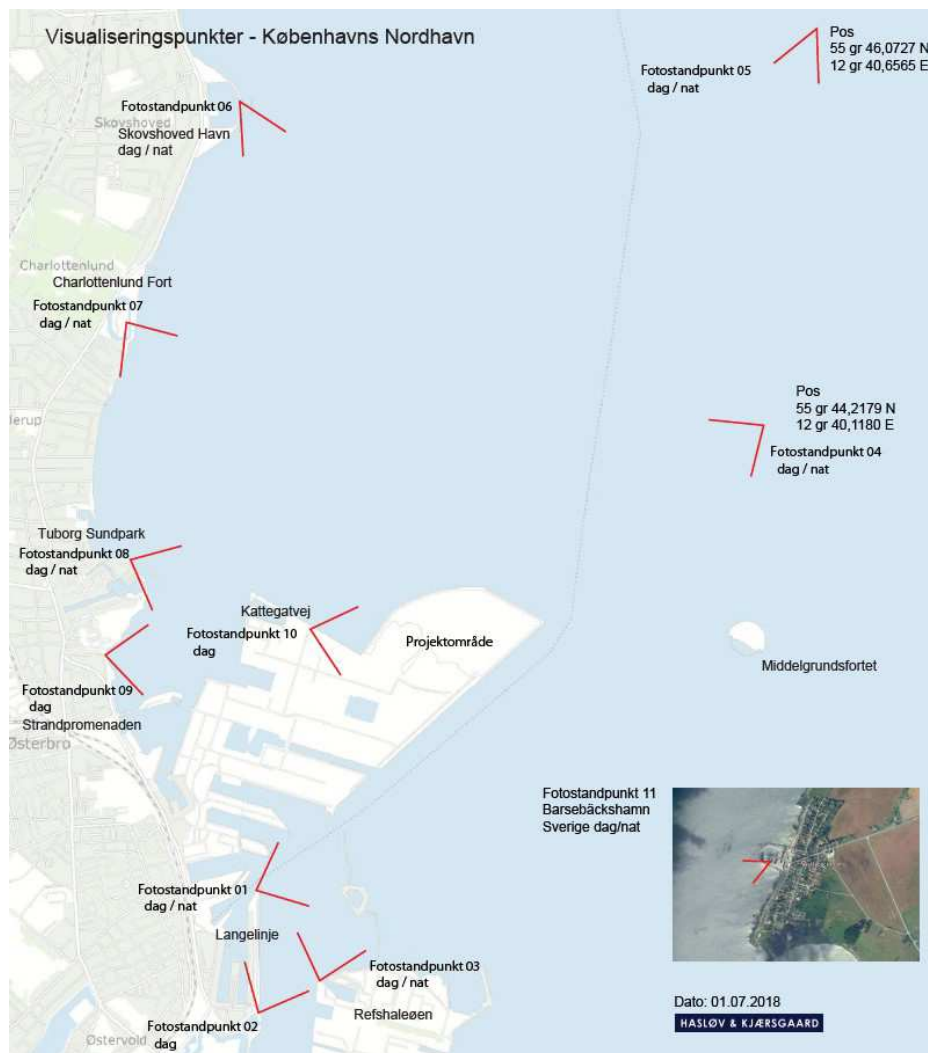 Visualiseringspunkter - Københavns Nordhavn
Pos
55 gr 46,0727 N
12 gr 40,6565 E
Fotostandpunkt 05
dag / nat
Fotostandpunkt 06
Skovshoved
Skovshoved Havn
dag / nat
Charlottenlund
Charlottenlund Fort
Fotostandpunkt 07
dag / nat
Pos
55 gr 44,2179 N
12 gr 40,1180 E
Fotostandpunkt 04
dag / nat
lerup
Tuborg Sundpark
Fotostandpunkt 08
dag / nat
Kattegatvej
Fotostandpunkt 10
dag
Projektområde
Middelgrundsfortet
Fotostandpunkt 09
dag
Strandpromenaden
Østerbro
Fotostandpunkt 11
Barsebäckshamn
Sverige dag/nat
Fotostandpunkt 01
dag / nat
Langelinje
Fotostandpunkt 03
dag / nat
Refshaleøen
Fotostandpunkt 02
dag
Østervold
Dato: 01.07.2018
HASLØV & KJÆRSGAARD